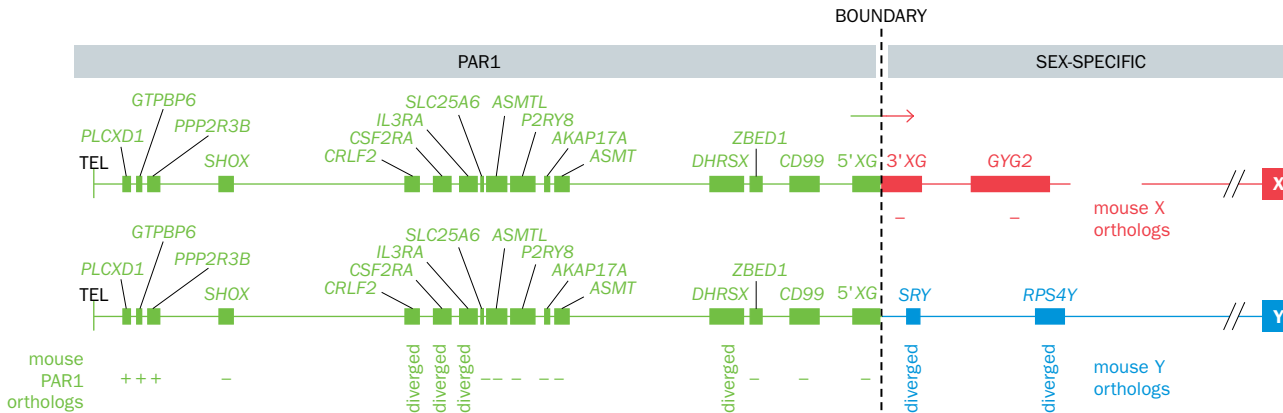 BOUNDARY
PAR1
SEX-SPECIFIC
GTPBP6
SLC25A6 ASMTL
PLCXD1 PPP2R3B
IL3RA P2RY8
CSF2RA AKAP17A ZBED1
TEL SHOX CRLF2 ASMT DHRSX CD99 5' XG 3' XG GYG2
X
– – mouse X
orthologs
GTPBP6
SLC25A6 ASMTL
PLCXD1 PPP2R3B
IL3RA P2RY8
CSF2RA AKAP17A ZBED1
TEL SHOX CRLF2 ASMT DHRSX CD99 5' XG SRY RPS4Y
Y
mouse
PAR1
orthologs
+ + + – diverged diverged diverged – – – – – diverged – – – diverged diverged
mouse Y
orthologs